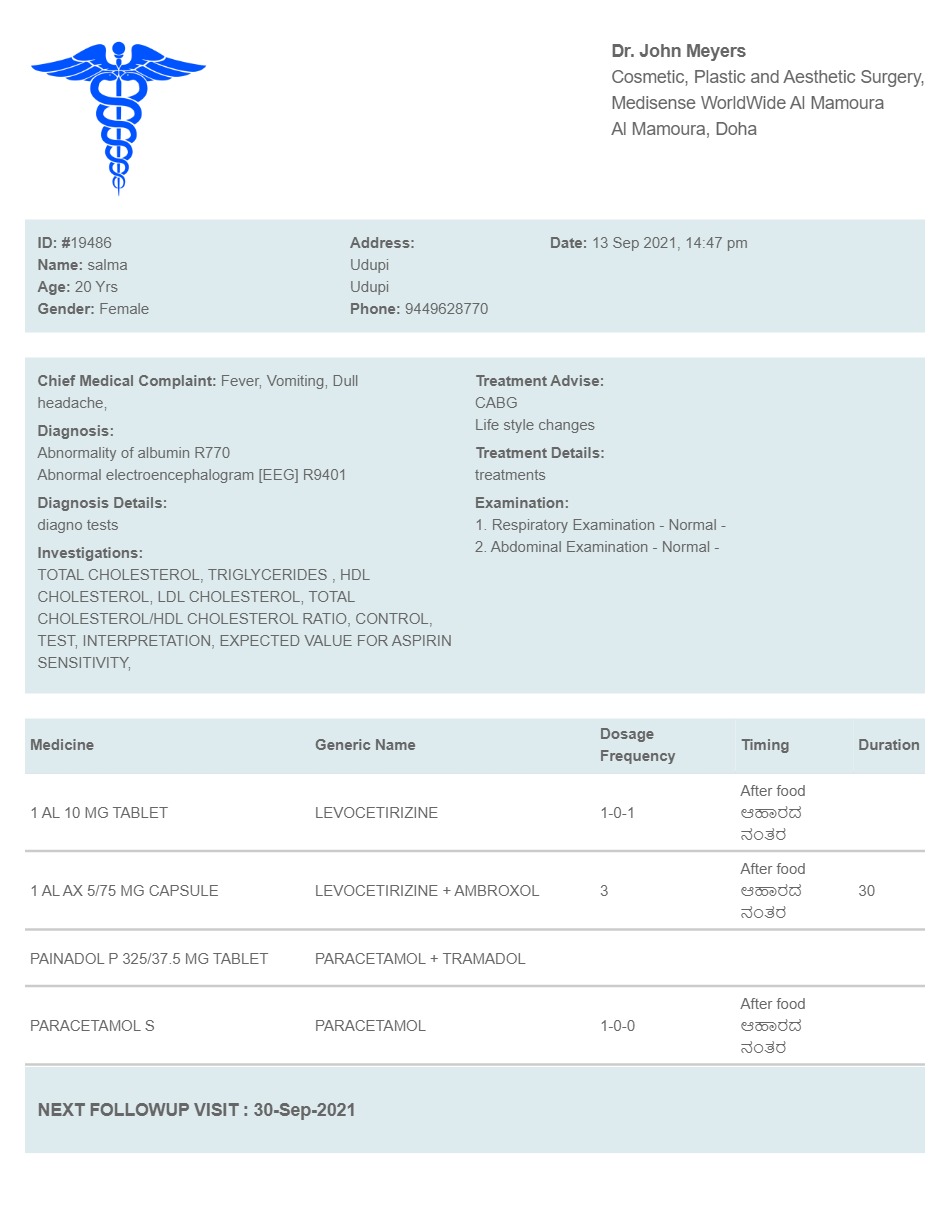 Dr. John Meyers
Cosmetic, Plastic and Aesthetic Surgery,
Medisense WorldWide Al Mamoura
Al Mamoura, Doha
ID: #19486
Name: salma
Age: 20 Yrs
Gender: Female
Address:
Udupi
Udupi
Phone: 9449628770
Date: 13 Sep 2021, 14:47 pm
Chief Medical Complaint: Fever, Vomiting, Dull
headache,
Diagnosis:
Abnormality of albumin R770
Abnormal electroencephalogram [EEG] R9401
Diagnosis Details:
diagno tests
Investigations:
TOTAL CHOLESTEROL, TRIGLYCERIDES , HDL
CHOLESTEROL, LDL CHOLESTEROL, TOTAL
CHOLESTEROL/HDL CHOLESTEROL RATIO, CONTROL,
TEST, INTERPRETATION, EXPECTED VALUE FOR ASPIRIN
SENSITIVITY,
Treatment Advise:
CABG
Life style changes
Treatment Details:
treatments
Examination:
1. Respiratory Examination - Normal -
2. Abdominal Examination - Normal -
Medicine Generic Name Dosage Frequency Timing Duration
1 AL 10 MG TABLET LEVOCETIRIZINE 1-0-1 After food
ಆಹಾರದ
ನಂತರ
1 AL AX 5/75 MG CAPSULE LEVOCETIRIZINE + AMBROXOL 3 After food
ಆಹಾರದ
ನಂತರ
30
PAINADOL P 325/37.5 MG TABLET PARACETAMOL + TRAMADOL
PARACETAMOL S PARACETAMOL 1-0-0 After food
ಆಹಾರದ
ನಂತರ
NEXT FOLLOWUP VISIT : 30-Sep-2021